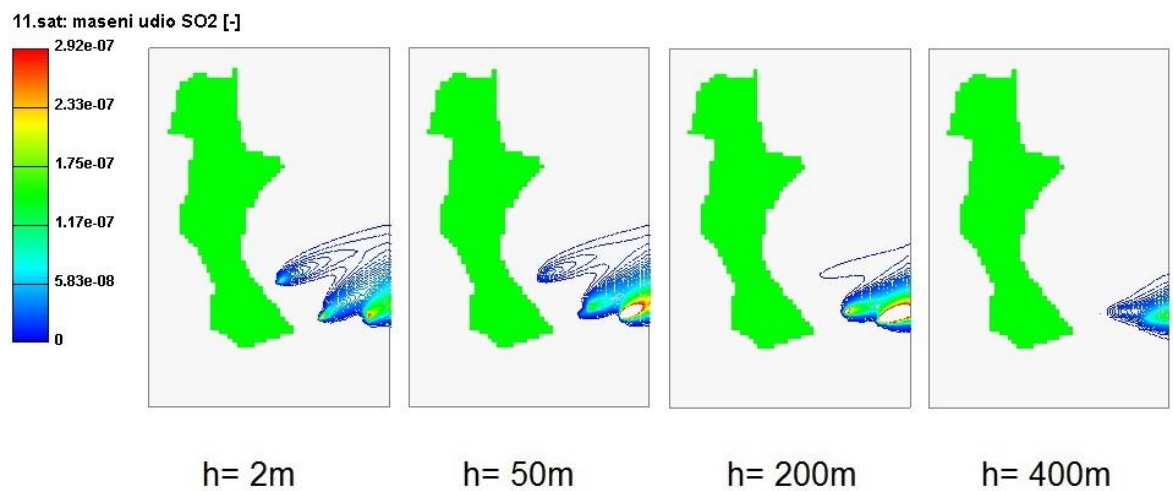 11.sat: maseni udio SO2 [-]
2.92e-07
2.33e-07
1.75e-07
1.17e-07
5.83e-08
0
h= 2m
h= 50m
h= 200m
h= 400m